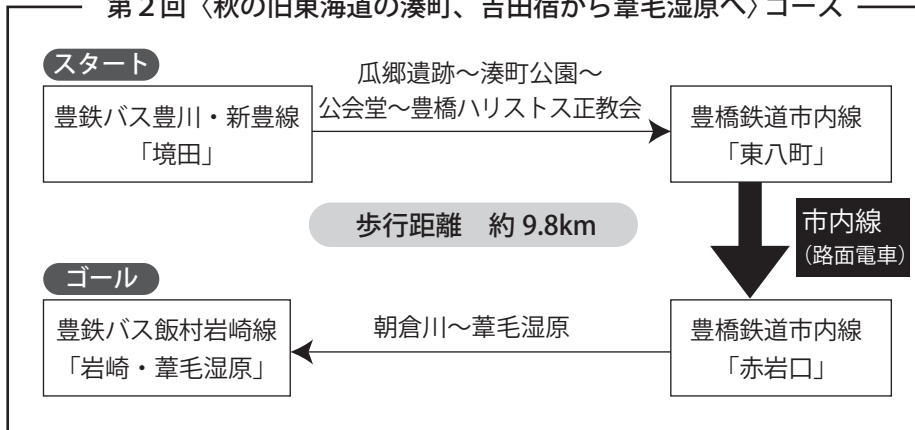 第2回〈秋の旧東海道の湊町、吉田宿から葦毛湿原へ〉コース
スタート
豊鉄バス豊川・新豊線
「境田」
瓜郷遺跡～湊町公園～
公会堂～豊橋ハリストス正教会
豊橋鉄道市内線
「東八町」
歩行距離　約 9.8km
市内線
（路面電車）
ゴール
豊鉄バス飯村岩崎線
「岩崎・葦毛湿原」
朝倉川～葦毛湿原
豊橋鉄道市内線
「赤岩口」